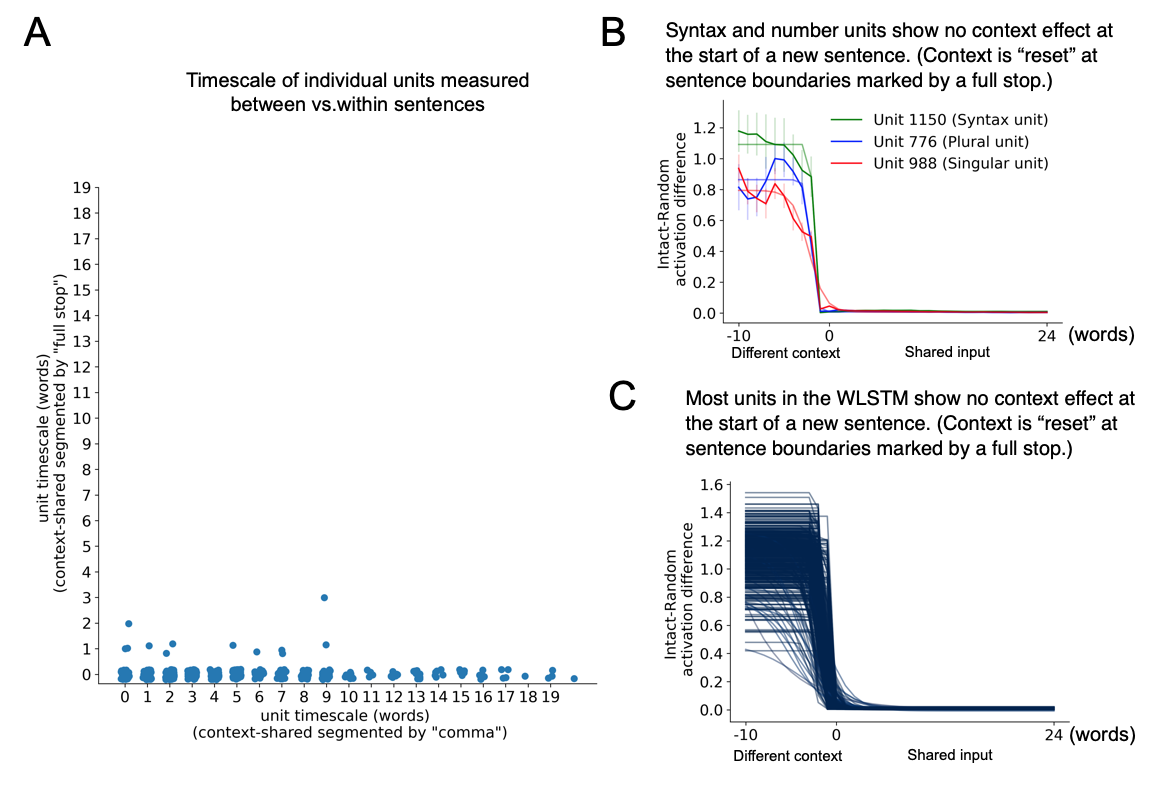 A
Timescale of individual units measured
between vs.within sentences
unit timescale (words)
(context-shared segmented by "full stop")
19
18
17
16
15
14
13
12
11
10
9
8
7
6
5
4
3
2
1
0
0 1 2 3 4 5 6 7 8 9 10 11 12 13 14 15 16 17 18 19
unit timescale (words)
(context-shared segmented by "comma")
B
Syntax and number units show no context effect at
the start of a new sentence. (Context is “reset” at
sentence boundaries marked by a full stop.)
Intact-Random
activation difference
1.2
1.0
0.8
0.6
0.4
0.2
0.0
Unit 1150 (Syntax unit)
Unit 776 (Plural unit)
Unit 988 (Singular unit)
-10 0 24 (words)
Different context Shared input
C
Most units in the WLSTM show no context effect at
the start of a new sentence. (Context is “reset” at
sentence boundaries marked by a full stop.)
Intact-Random
activation difference
1.6
1.4
1.2
1.0
0.8
0.6
0.4
0.2
0.0
-10 0 24 (words)
Different context Shared input